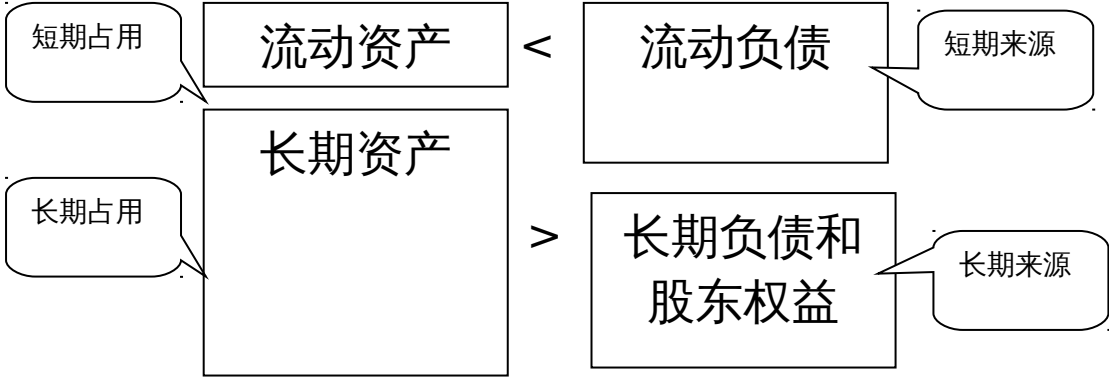 短期占用
流动资产
<
流动负债
短期来源
长期资产
长期占用
>
长期负债和
股东权益
长期来源